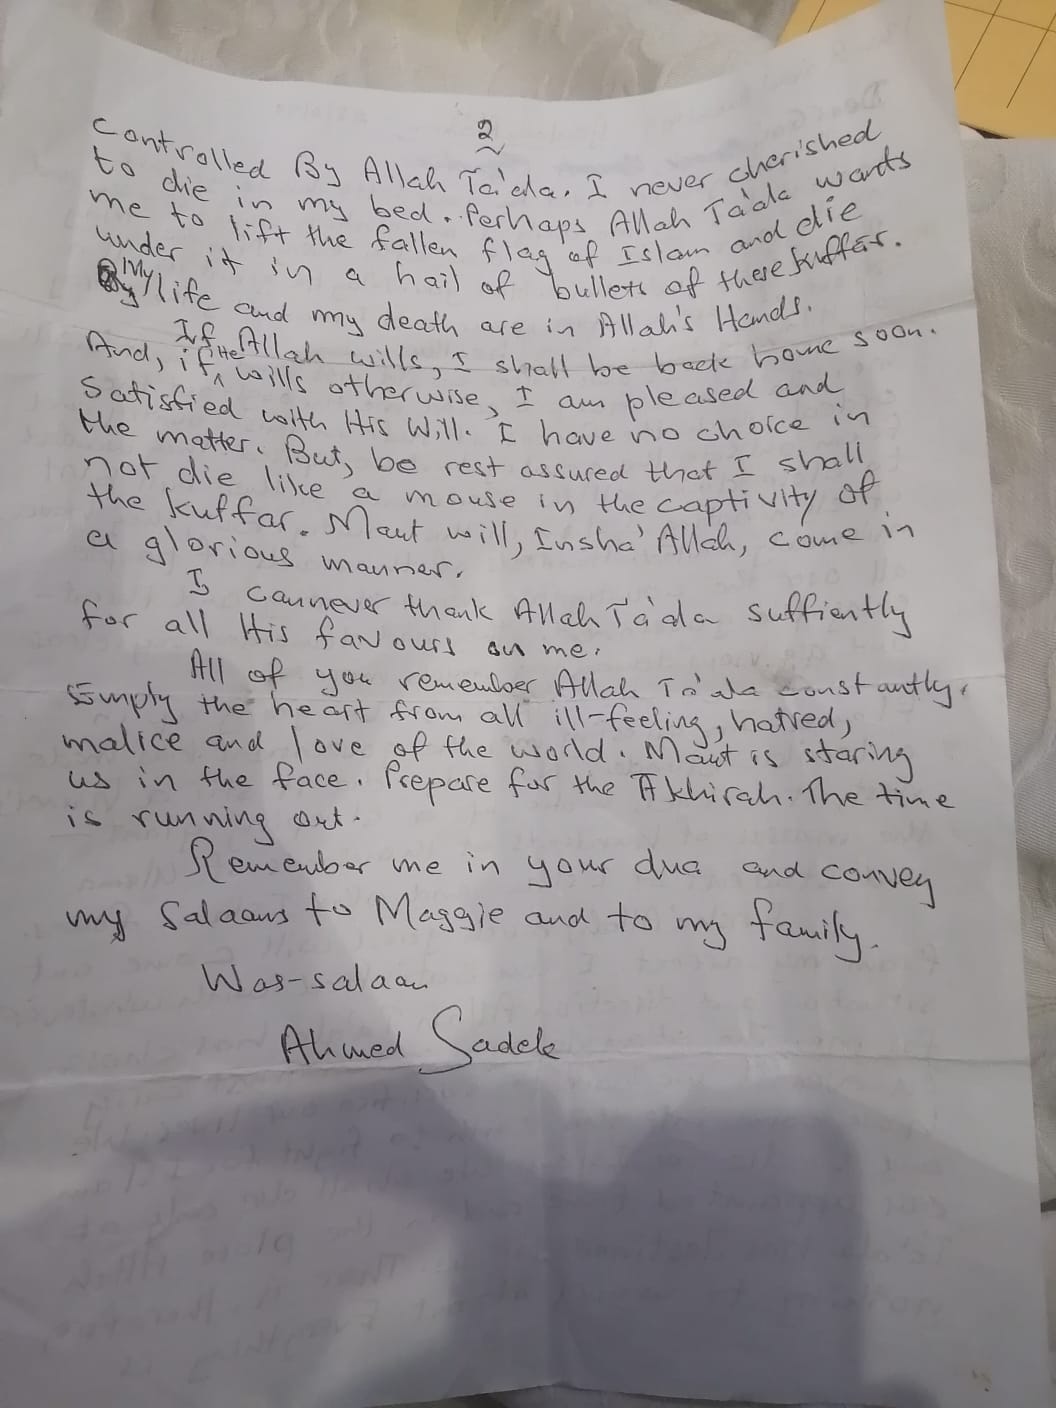 2
Controlled By Allah Ta'ala. I never cherished
to die in my bed. Perhaps Allah Ta'ala wants
me to lift the fallen flag of Islam and die
under it in a hail of bullets of these kuffār.
My life and my death are in Allah's Hands.
If Allah wills, I shall be back home soon.
And, if He wills otherwise, I am pleased and
Satisfied with His Will. I have no choice in
the matter. But, be rest assured that I shall
not die like a mouse in the captivity of
the kuffar. Maut will, Insha' Allah, come in
a glorious manner.
I can never thank Allah Ta'ala suffiently
for all His favours on me.
All of you remember Allah Ta'ala constantly.
Empty the heart from all ill-feeling, hatred,
malice and love of the world. Maut is staring
us in the face. Prepare for the Ākhirah. The time
is running out.
Remember me in your dua and convey
my Salaams to Maggie and to my family.
Was-salaam
Ahmed Sadek